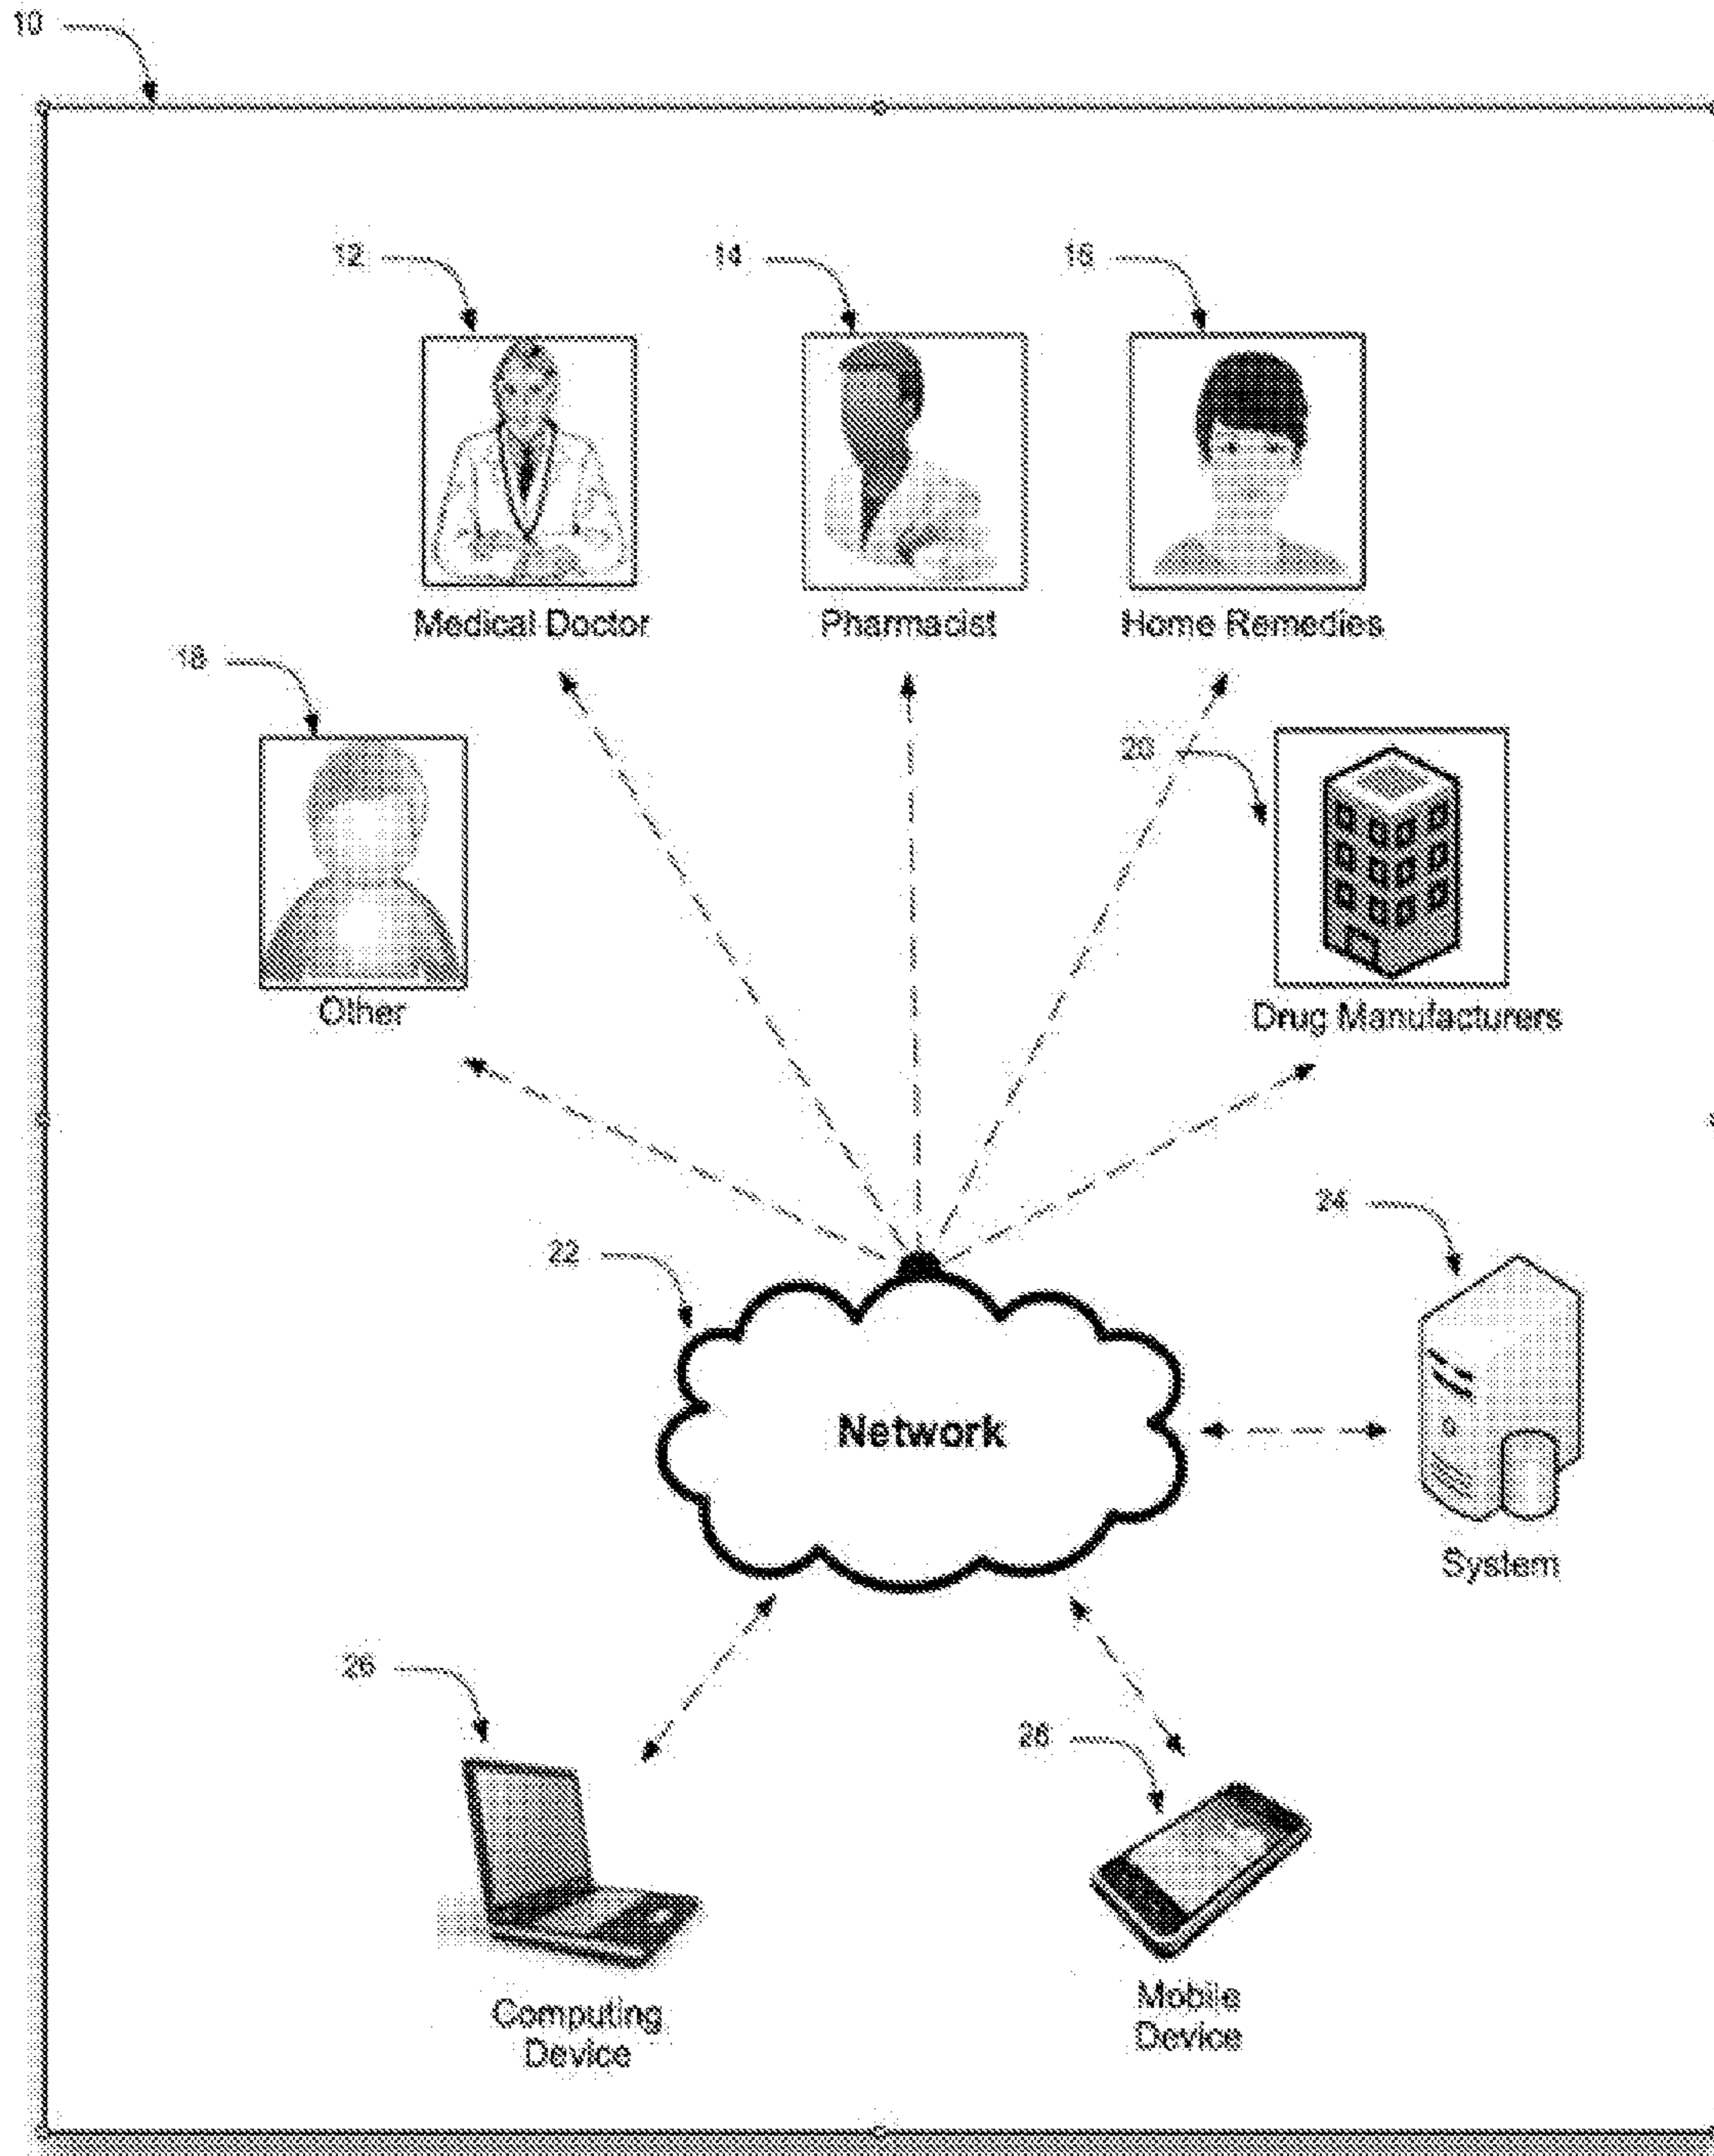 10
12
14
16
Medical Doctor
Pharmacist
Home Remedies
18
20
Other
Drug Manufacturers
22
24
Network
System
26
26
Computing
Device
Mobile
Device